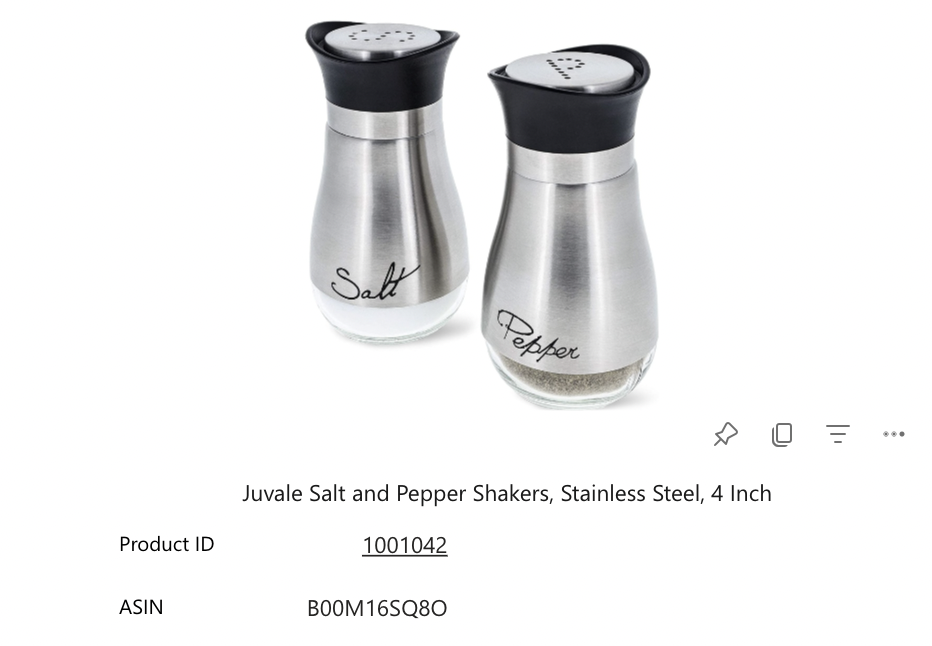 S
P
Salt
Pepper
Juvale Salt and Pepper Shakers, Stainless Steel, 4 Inch
Product ID 1001042
ASIN B00M16SQ8O